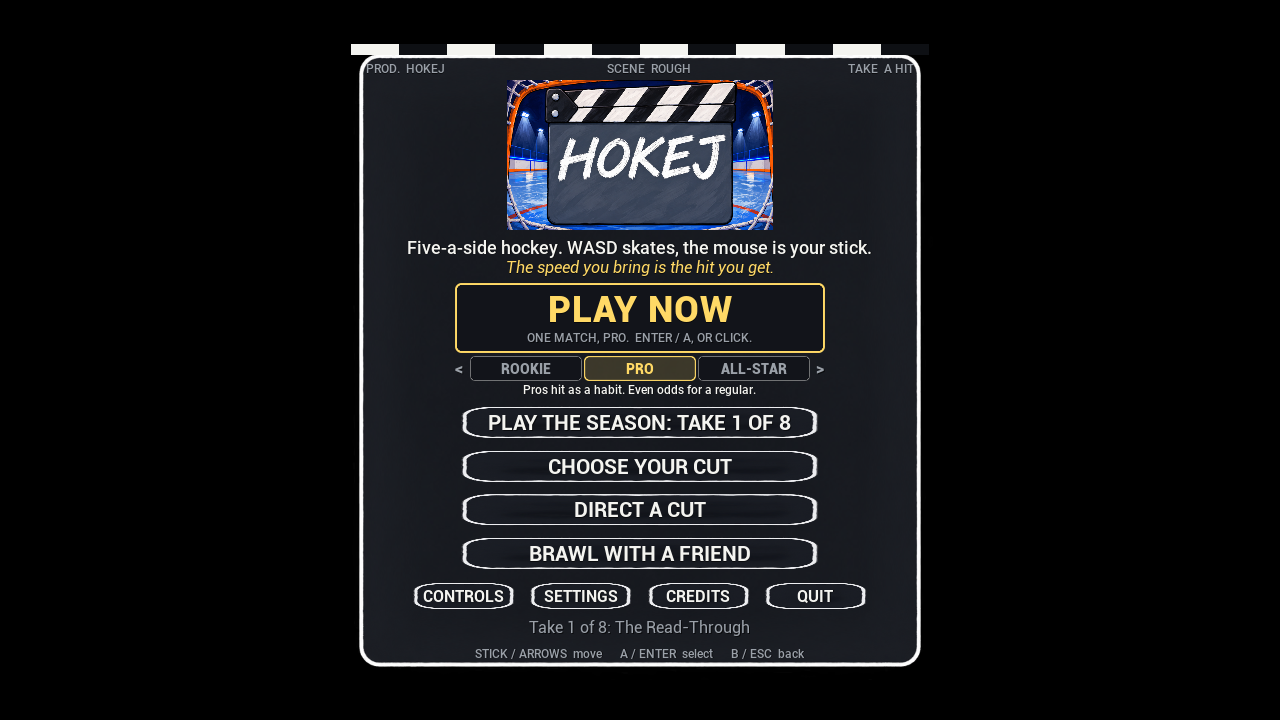 PROD. HOKEJ SCENE ROUGH TAKE A HIT
HOKEJ
Five-a-side hockey. WASD skates, the mouse is your stick.
The speed you bring is the hit you get.
PLAY NOW
ONE MATCH, PRO. ENTER / A, OR CLICK.
< ROOKIE PRO ALL-STAR >
Pros hit as a habit. Even odds for a regular.
PLAY THE SEASON: TAKE 1 OF 8
CHOOSE YOUR CUT
DIRECT A CUT
BRAWL WITH A FRIEND
CONTROLS SETTINGS CREDITS QUIT
Take 1 of 8: The Read-Through
STICK / ARROWS move A / ENTER select B / ESC back